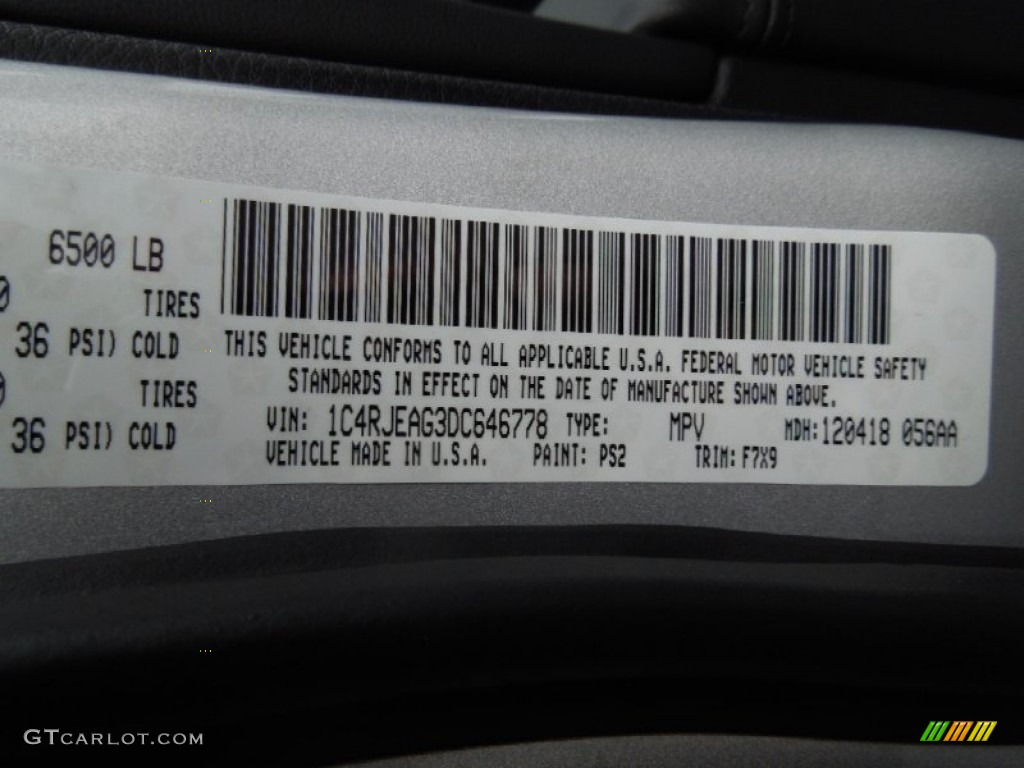 6500 LB
0 TIRES
36 PSI) COLD
0 TIRES
36 PSI) COLD
THIS VEHICLE CONFORMS TO ALL APPLICABLE U.S.A. FEDERAL MOTOR VEHICLE SAFETY
STANDARDS IN EFFECT ON THE DATE OF MANUFACTURE SHOWN ABOVE.
VIN: 1C4RJEAG3DC646778 TYPE: MPV MDH:120418 056AA
VEHICLE MADE IN U.S.A. PAINT: PS2 TRIM: F7X9
GTCARLOT.COM